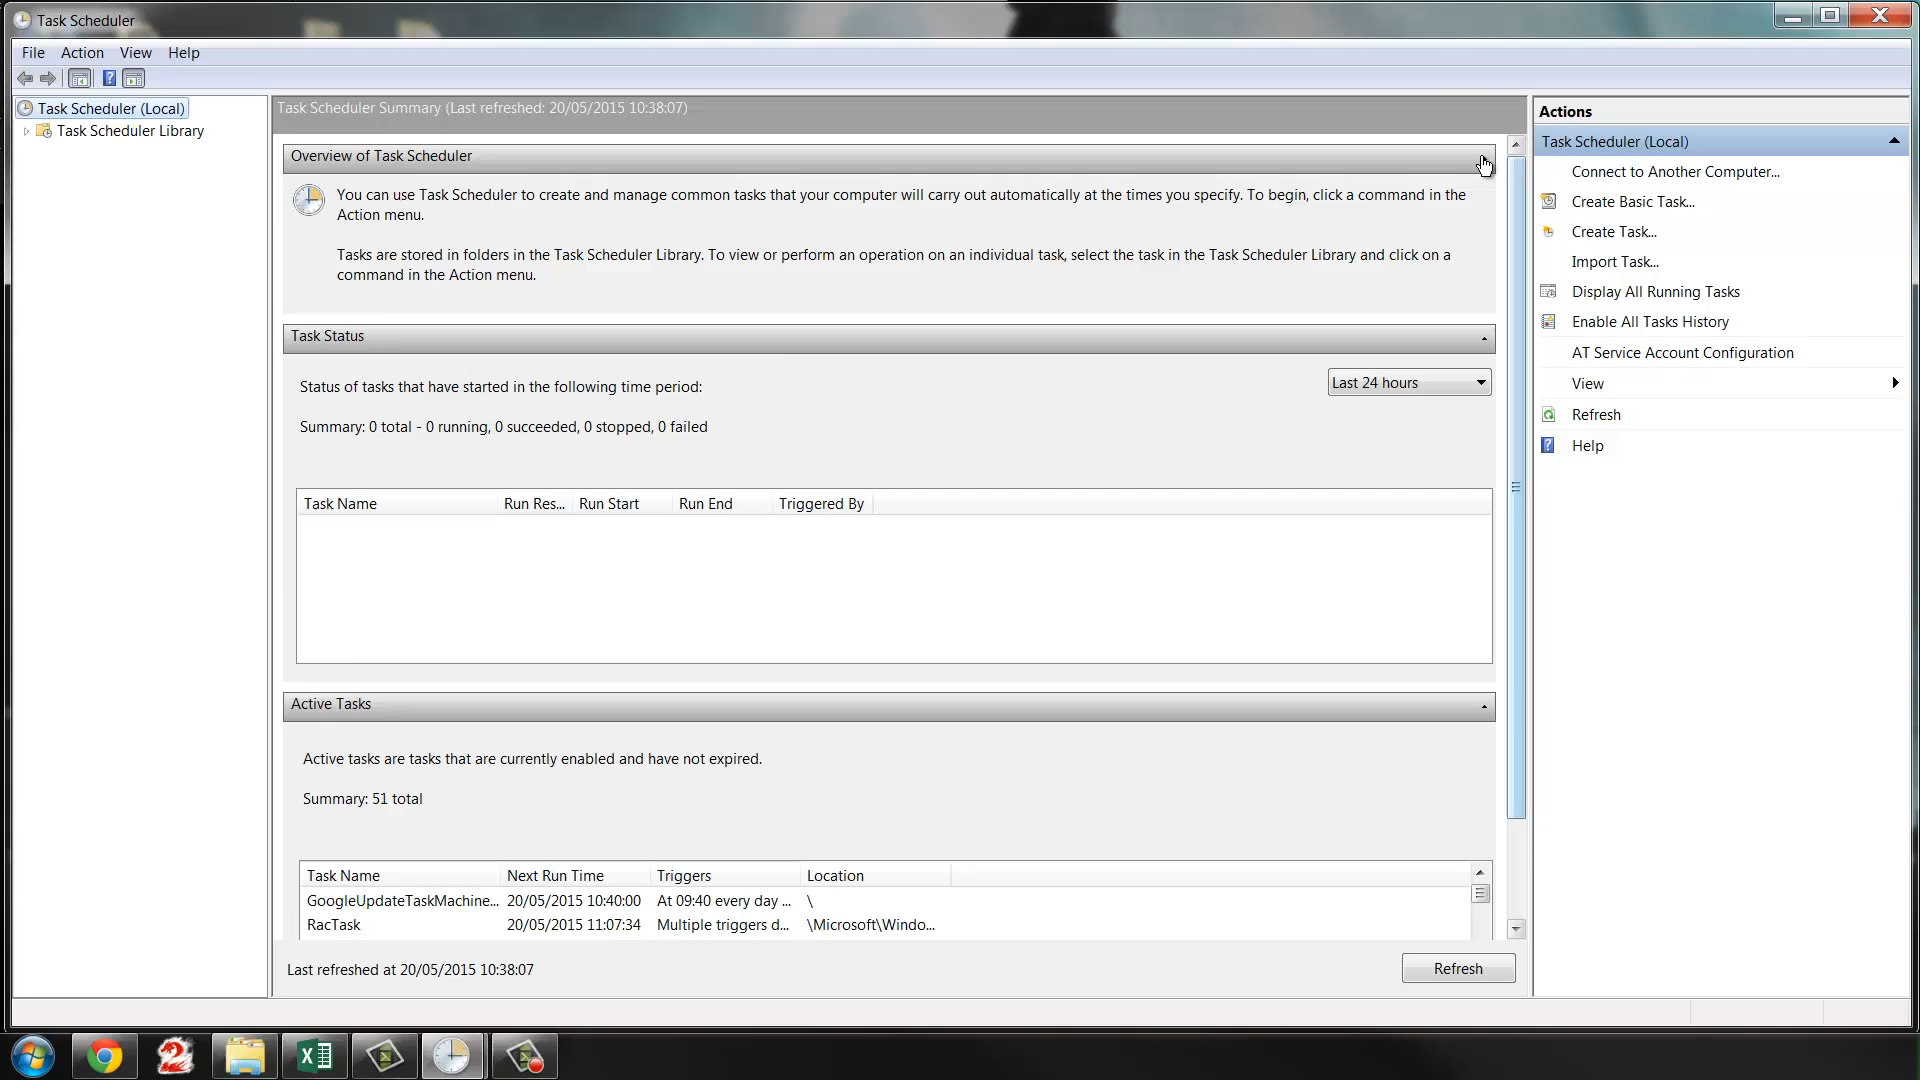 Task Scheduler
File Action View Help
Task Scheduler (Local)
Task Scheduler Library
Task Scheduler Summary (Last refreshed: 20/05/2015 10:38:07)
Overview of Task Scheduler
You can use Task Scheduler to create and manage common tasks that your computer will carry out automatically at the times you specify. To begin, click a command in the
Action menu.
Tasks are stored in folders in the Task Scheduler Library. To view or perform an operation on an individual task, select the task in the Task Scheduler Library and click on a
command in the Action menu.
Task Status
Status of tasks that have started in the following time period:
Last 24 hours
Summary: 0 total - 0 running, 0 succeeded, 0 stopped, 0 failed
Task Name Run Res... Run Start Run End Triggered By
Active Tasks
Active tasks are tasks that are currently enabled and have not expired.
Summary: 51 total
Task Name Next Run Time Triggers Location
GoogleUpdateTaskMachine... 20/05/2015 10:40:00 At 09:40 every day ... \
RacTask 20/05/2015 11:07:34 Multiple triggers d... \Microsoft\Windo...
Last refreshed at 20/05/2015 10:38:07
Refresh
Actions
Task Scheduler (Local)
Connect to Another Computer...
Create Basic Task...
Create Task...
Import Task...
Display All Running Tasks
Enable All Tasks History
AT Service Account Configuration
View
Refresh
Help